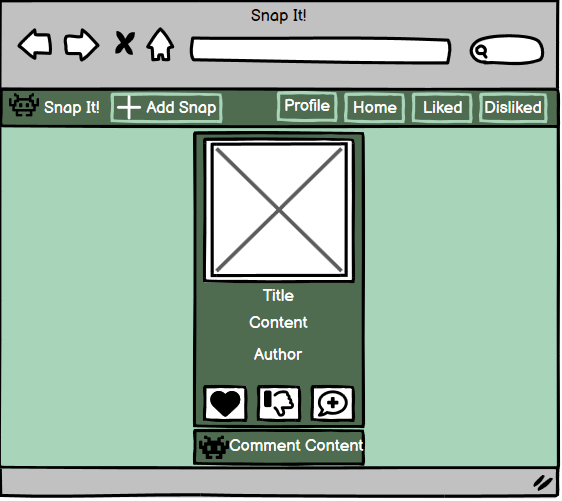 Snap It!
Snap It! Add Snap Profile Home Liked Disliked
Title
Content
Author
Comment Content